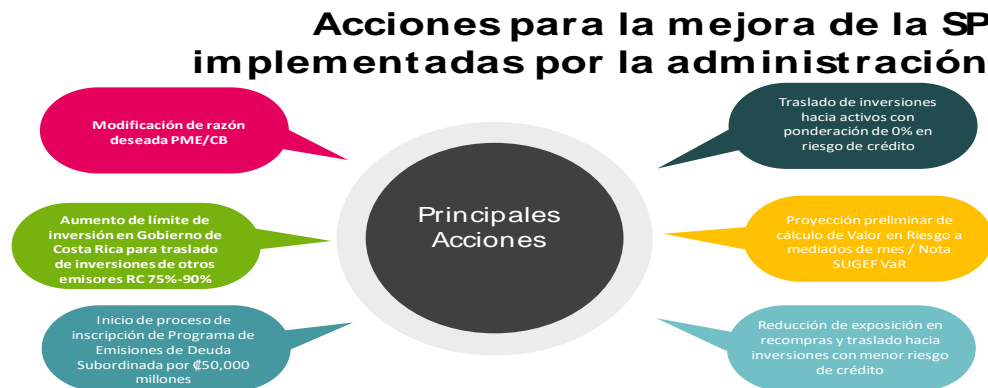 Acciones para la mejora de la SP
implementadas por la administración
Modificación de razón
deseada PME/CB
Aumento de límite de
inversión en Gobierno de
Costa Rica para traslado
de inversiones de otros
emisores RC 75%-90%
Inicio de proceso de
inscripción de Programa de
Emisiones de Deuda
Subordinada por ₡50,000
millones
Principales
Acciones
Traslado de inversiones
hacia activos con
ponderación de 0% en
riesgo de crédito
Proyección preliminar de
cálculo de Valor en Riesgo a
mediados de mes / Nota
SUGEF VaR
Reducción de exposición en
recompras y traslado hacia
inversiones con menor riesgo
de crédito